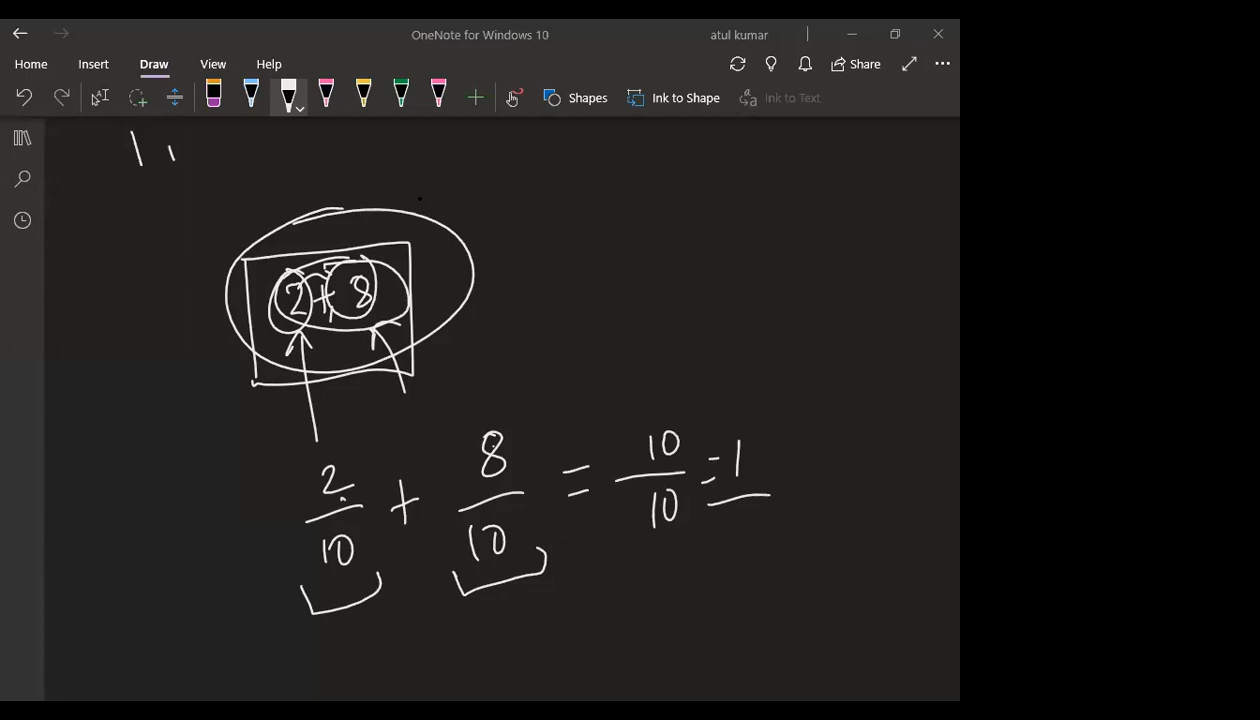 OneNote for Windows 10
atul kumar
Home Insert Draw View Help
Share
Shapes
Ink to Shape
Ink to Text
2 + 8
2/10 + 8/10 = 10/10 = 1